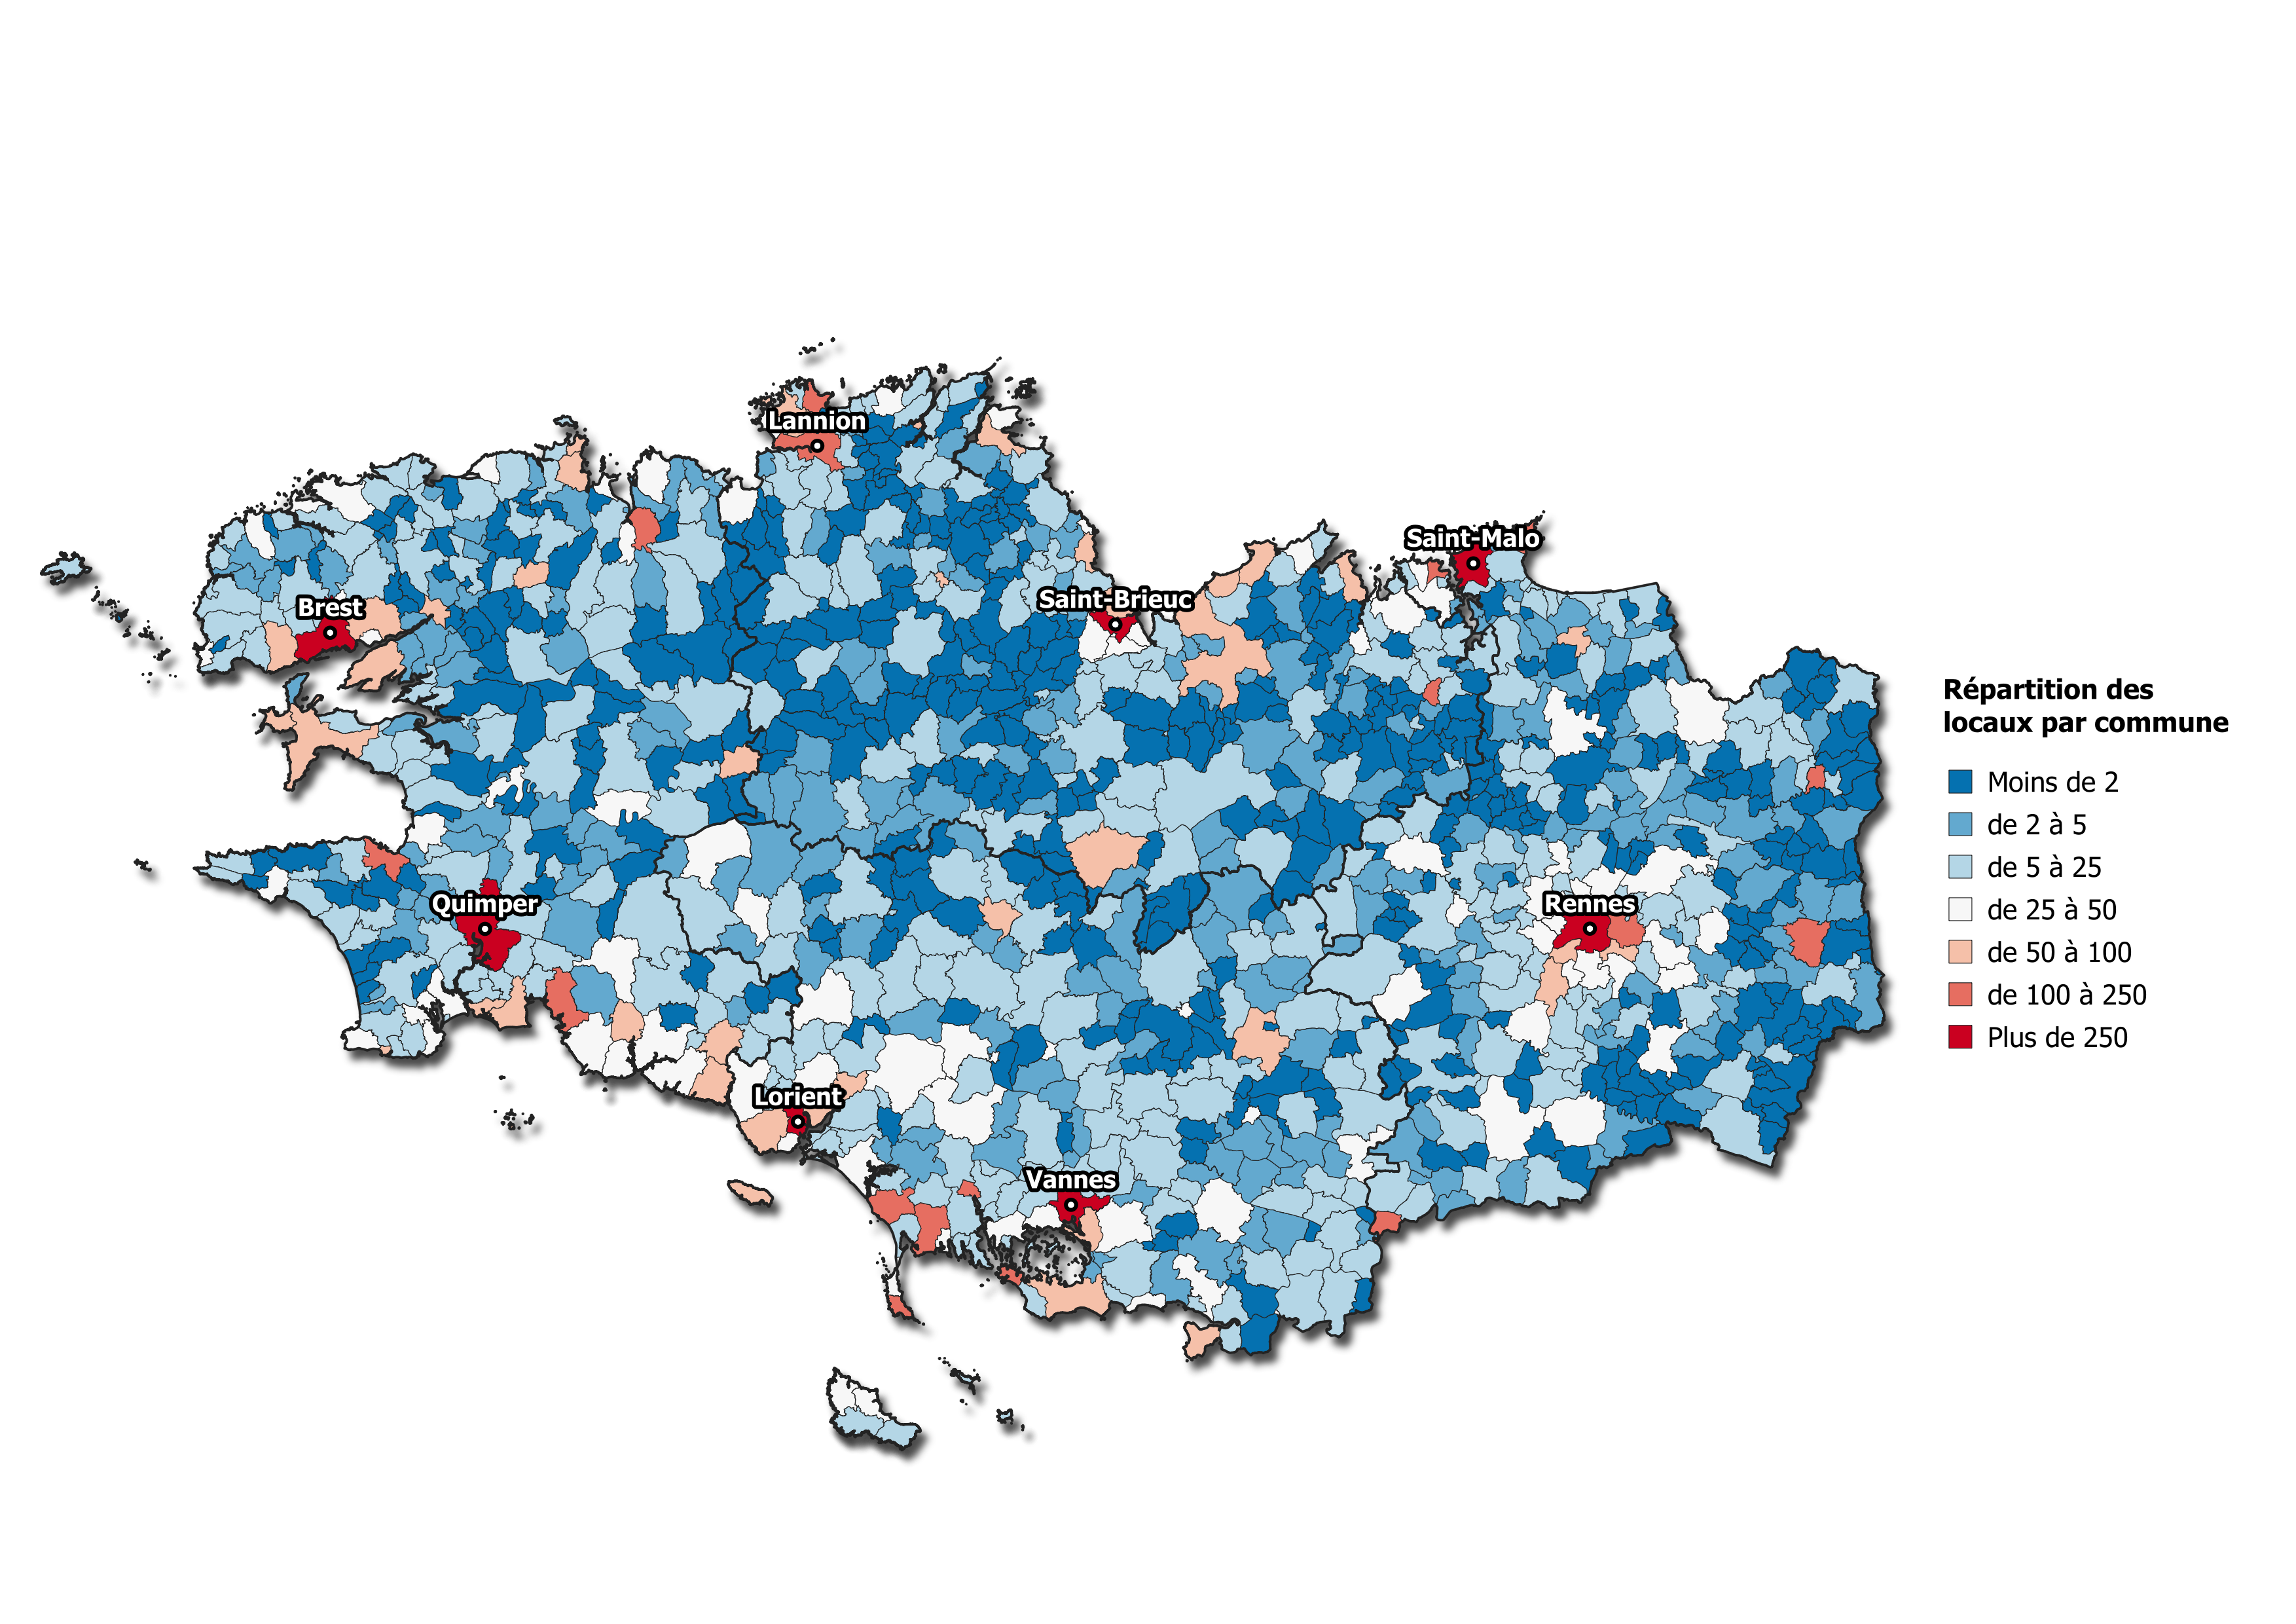 Lannion
Saint-Malo
Saint-Brieuc
Brest
Quimper
Rennes
Lorient
Vannes
Répartition des
locaux par commune
Moins de 2
de 2 à 5
de 5 à 25
de 25 à 50
de 50 à 100
de 100 à 250
Plus de 250